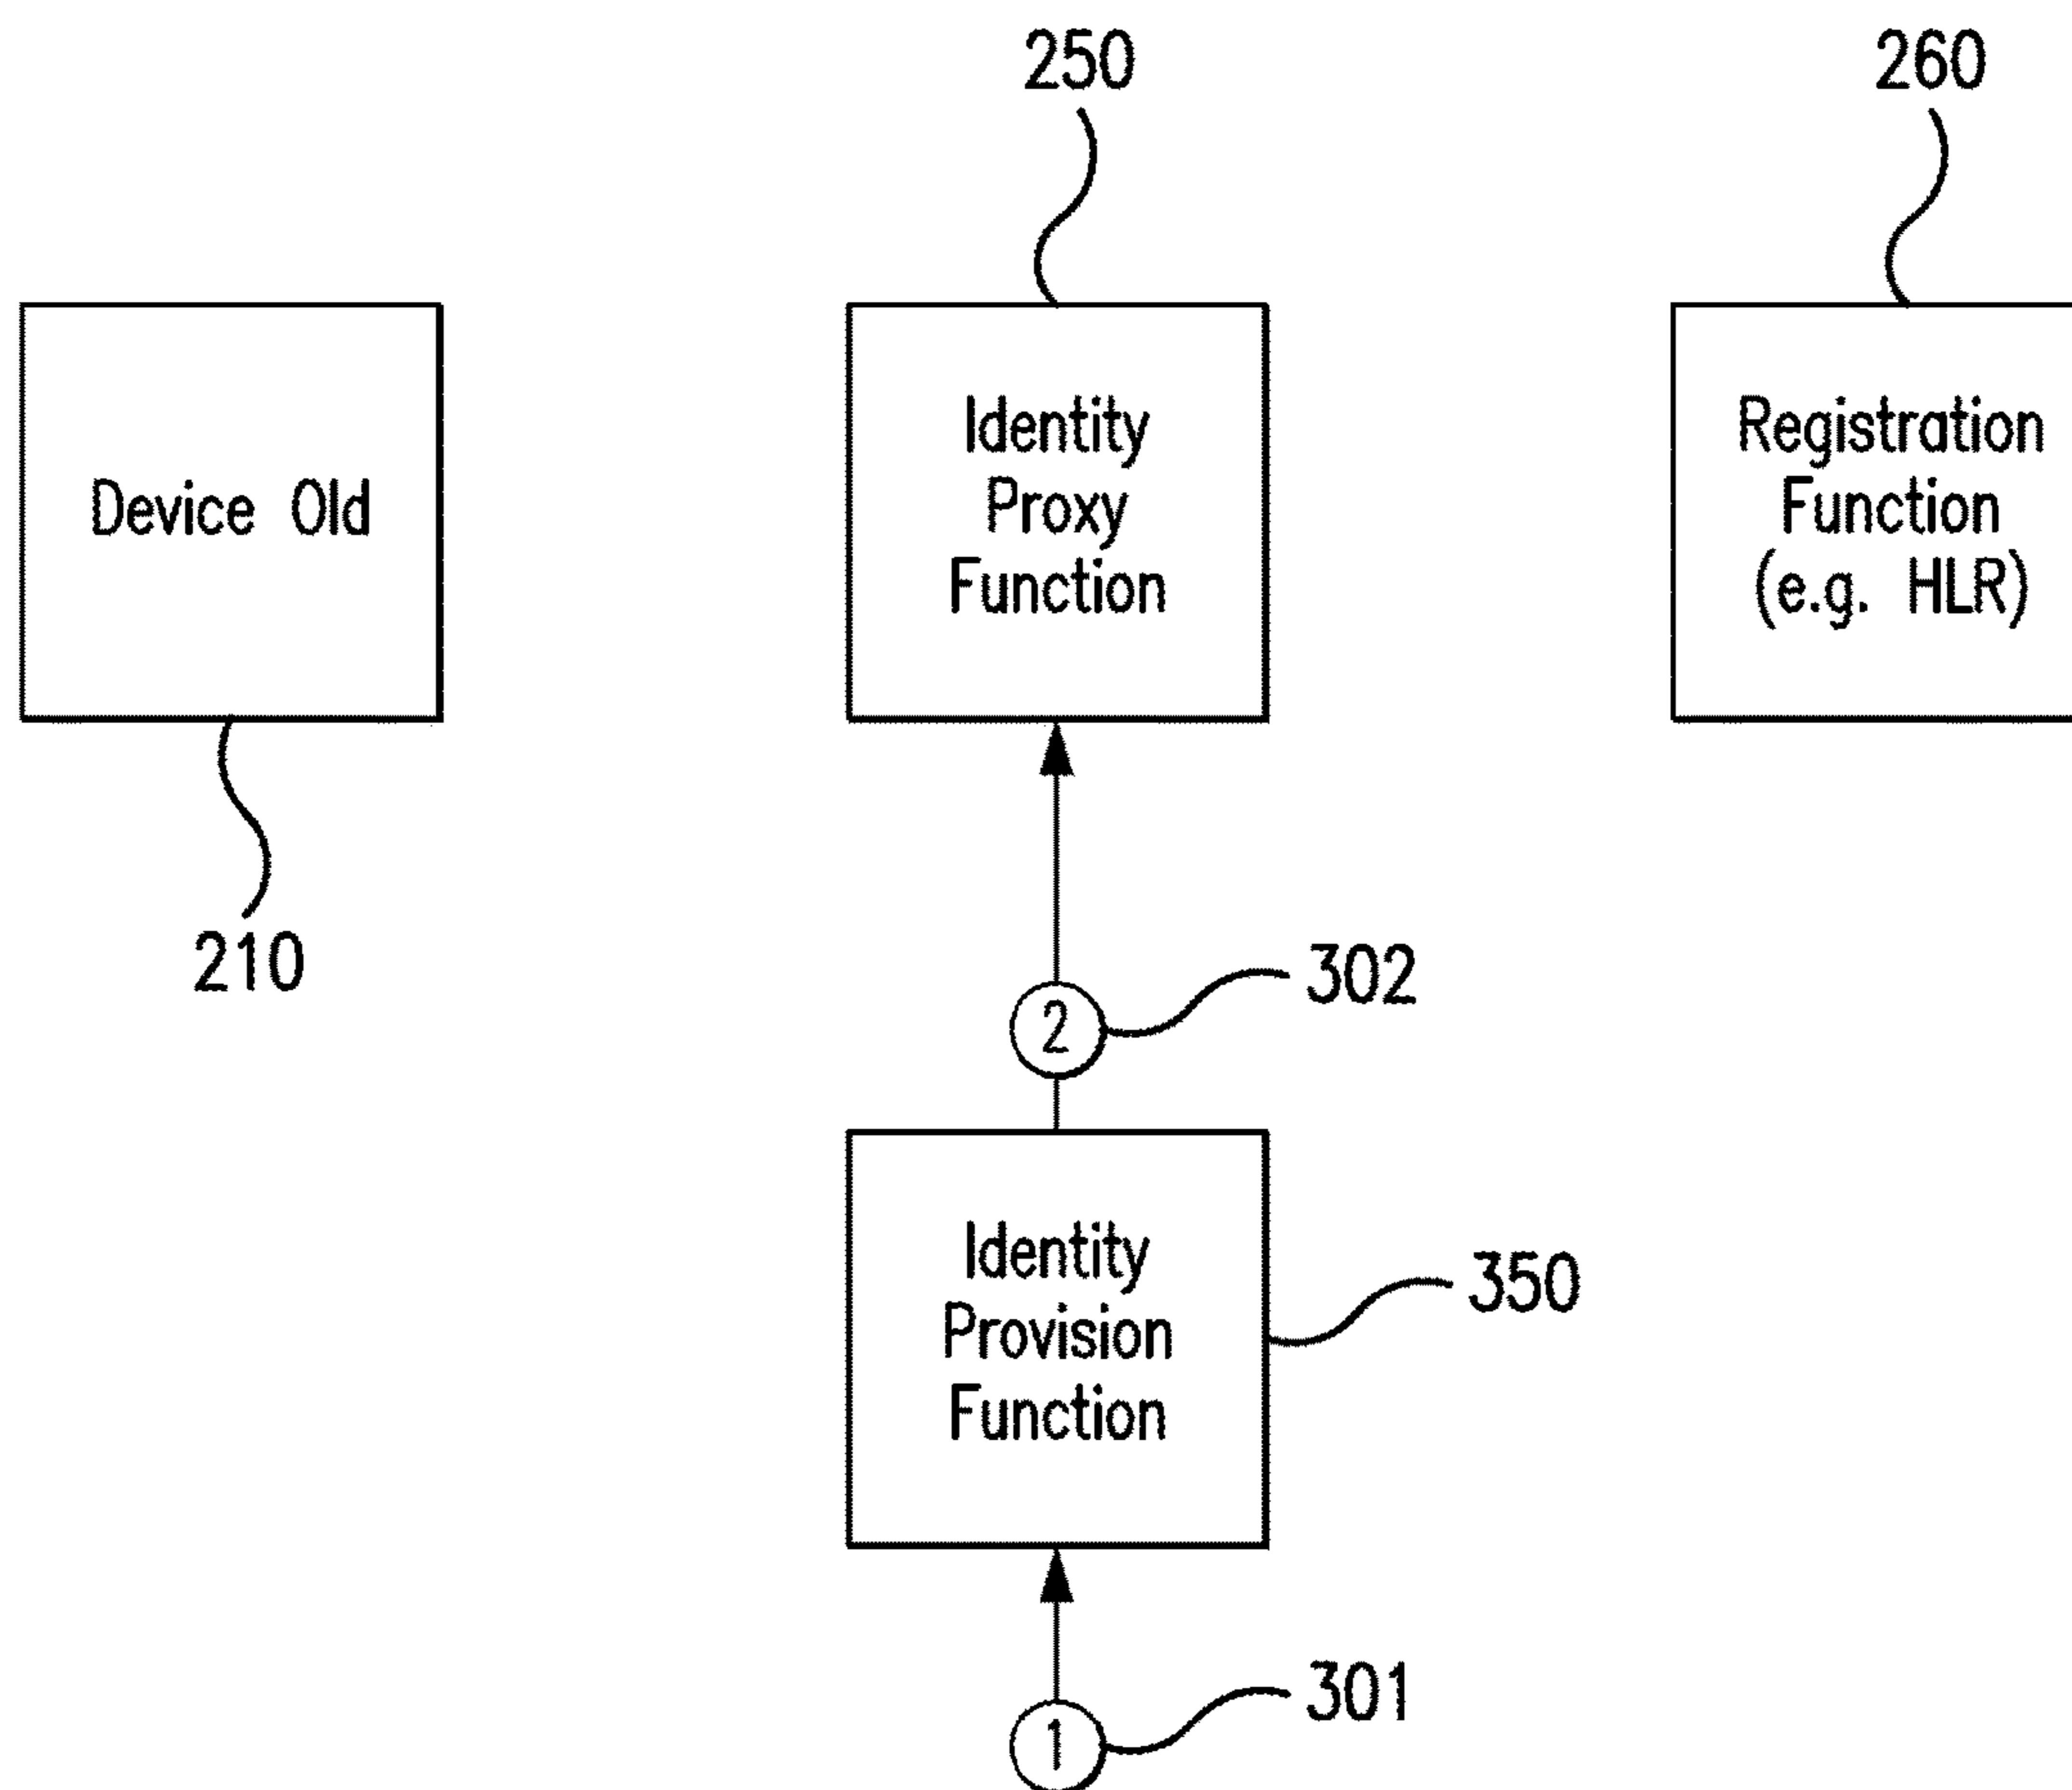 250
260
Device Old
Identity
Proxy
Function
Registration
Function
(e.g. HLR)
210
2
302
Identity
Provision
Function
350
1
301